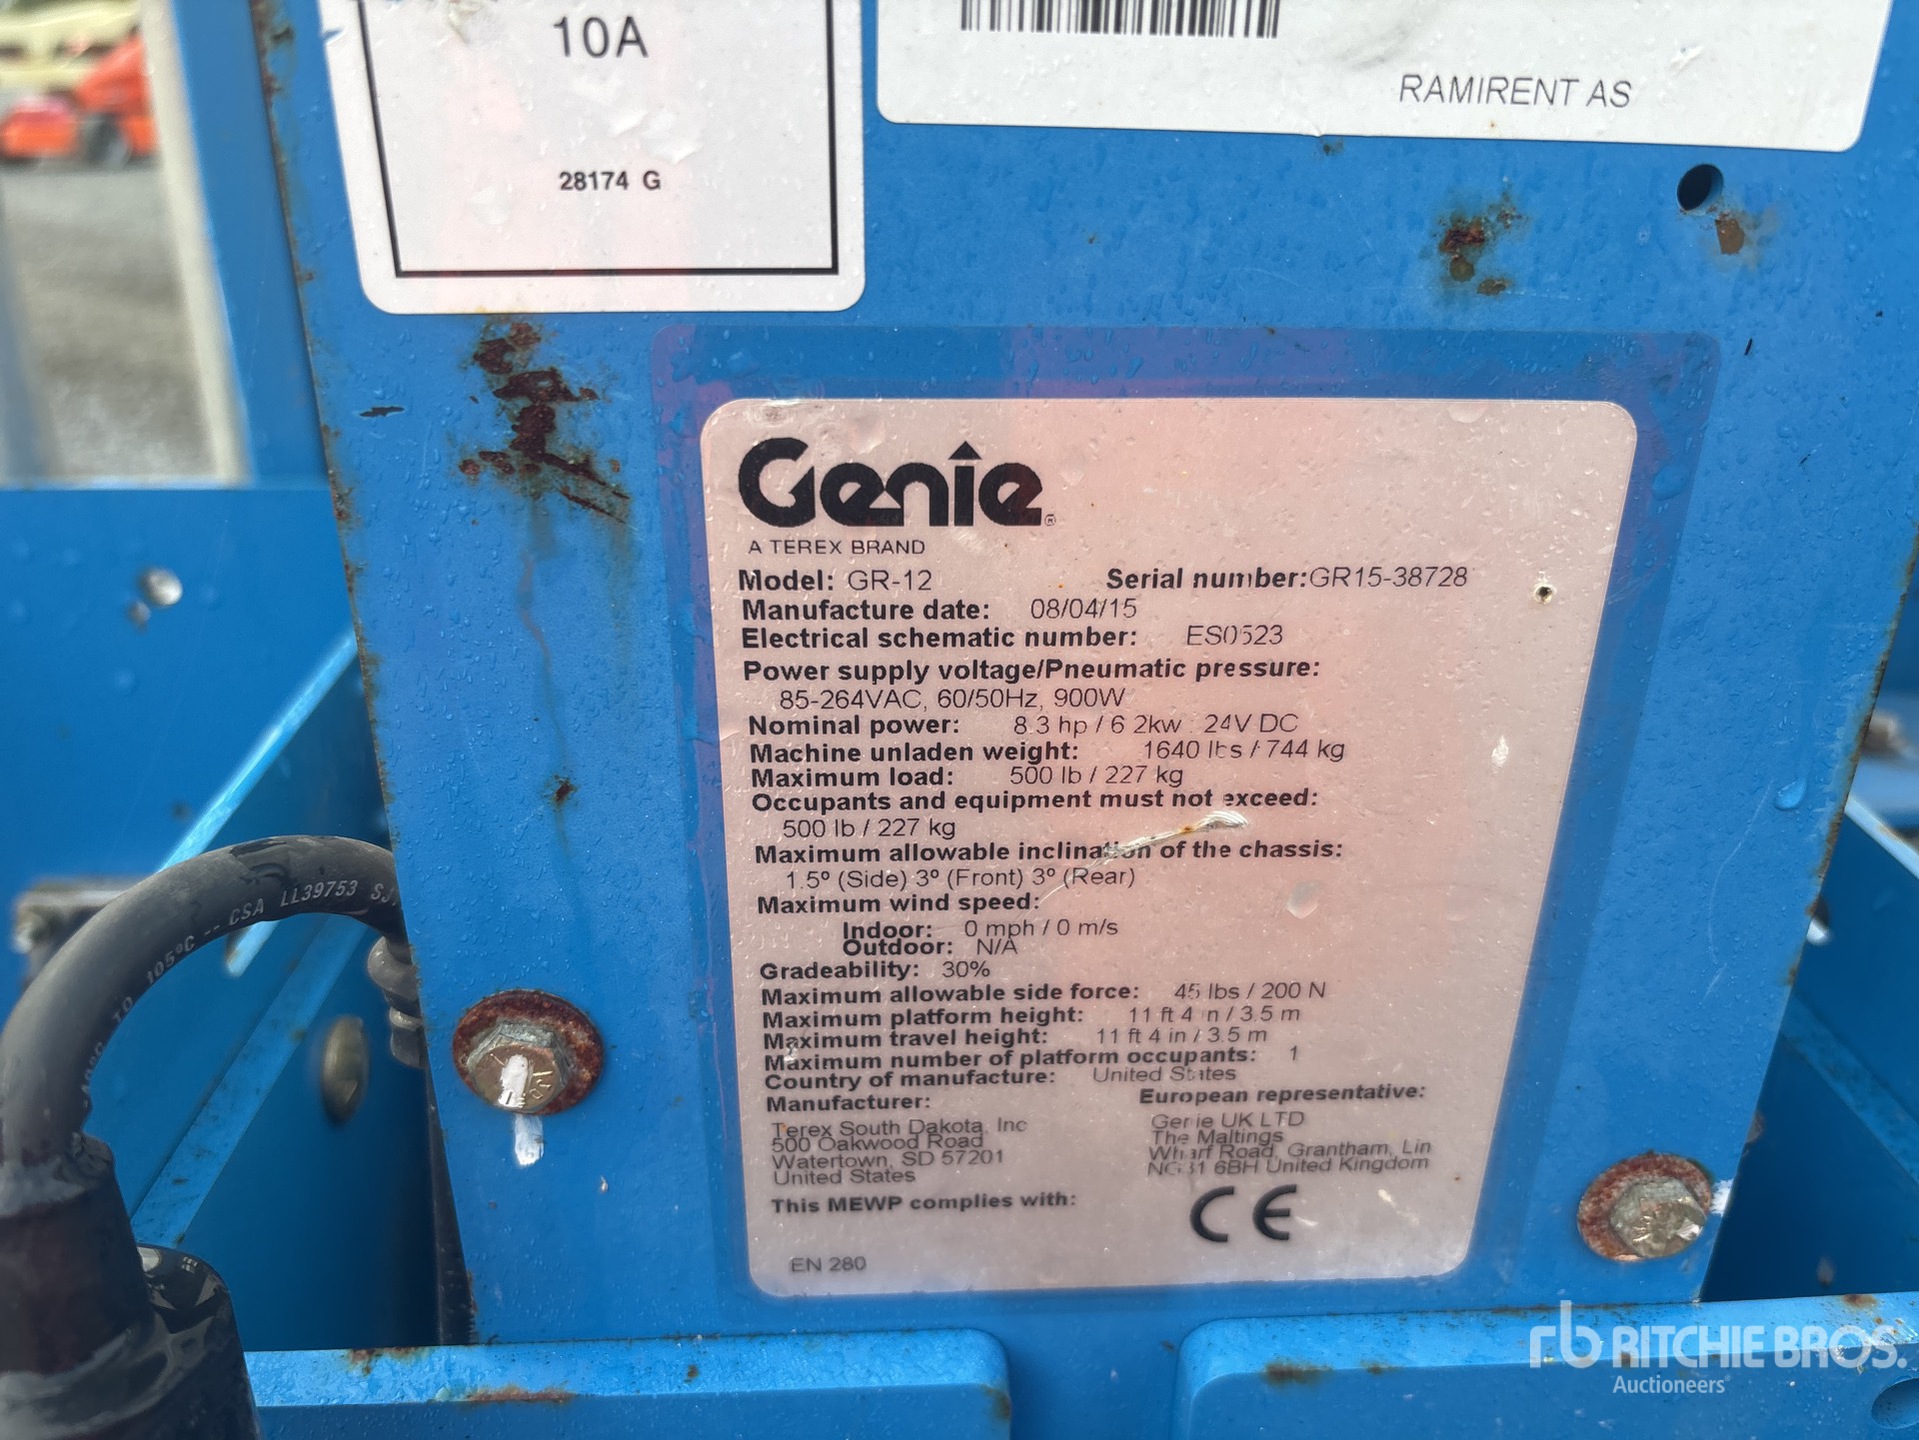 10A
28174 G
RAMIRENT AS
Genie®
A TEREX BRAND
Model: GR-12 Serial number:GR15-38728
Manufacture date: 08/04/15
Electrical schematic number: ES0523
Power supply voltage/Pneumatic pressure:
85-264VAC, 60/50Hz, 900W
Nominal power: 8.3 hp / 6.2kw : 24V DC
Machine unladen weight: 1640 lbs / 744 kg
Maximum load: 500 lb / 227 kg
Occupants and equipment must not exceed:
500 lb / 227 kg
Maximum allowable inclination of the chassis:
1.5º (Side) 3º (Front) 3º (Rear)
Maximum wind speed:
Indoor: 0 mph / 0 m/s
Outdoor: N/A
Gradeability: 30%
Maximum allowable side force: 45 lbs / 200 N
Maximum platform height: 11 ft 4 in / 3.5 m
Maximum travel height: 11 ft 4 in / 3.5 m
Maximum number of platform occupants: 1
Country of manufacture: United States
Manufacturer:
Terex South Dakota, Inc
500 Oakwood Road
Watertown, SD 57201
United States
European representative:
Genie UK LTD
The Maltings
Wharf Road, Grantham, Lin
NG31 6BH United Kingdom
This MEWP complies with:
CE
EN 280
105°C -- CSA LL39753
rb RITCHIE BROS.
Auctioneers